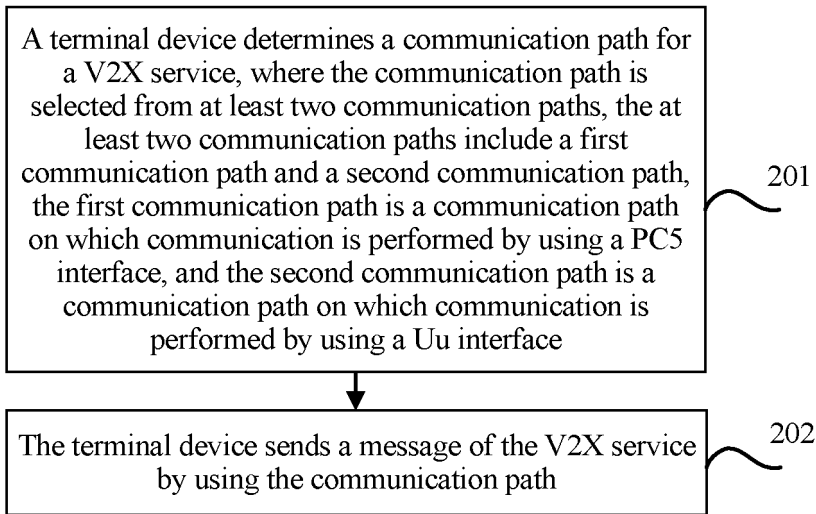 A terminal device determines a communication path for
a V2X service, where the communication path is
selected from at least two communication paths, the at
least two communication paths include a first
communication path and a second communication path,
the first communication path is a communication path
on which communication is performed by using a PC5
interface, and the second communication path is a
communication path on which communication is
performed by using a Uu interface
201
The terminal device sends a message of the V2X service
by using the communication path
202